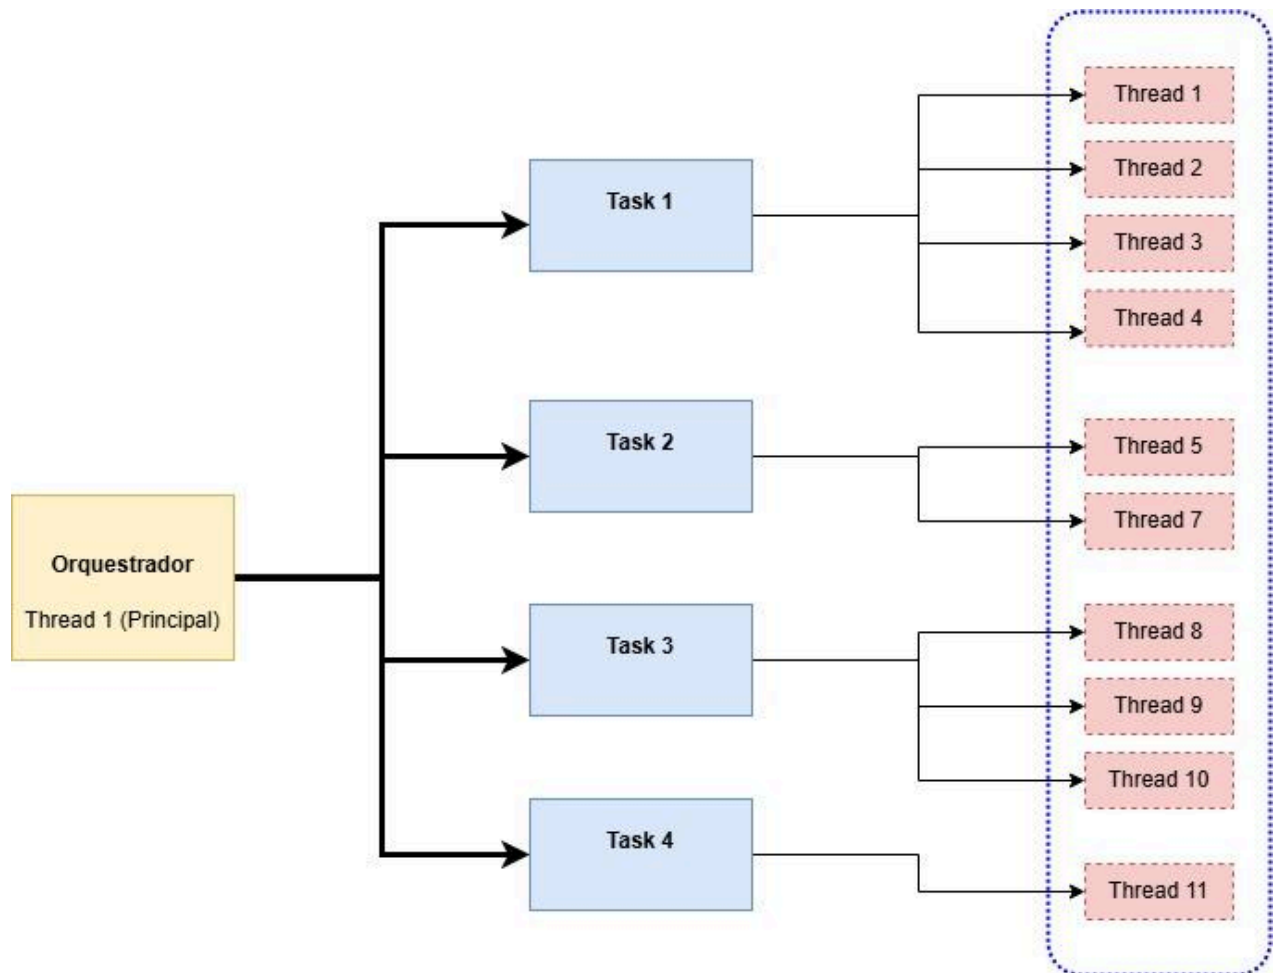 Orquestrador
Thread 1 (Principal)
Task 1
Task 2
Task 3
Task 4
Thread 1
Thread 2
Thread 3
Thread 4
Thread 5
Thread 7
Thread 8
Thread 9
Thread 10
Thread 11